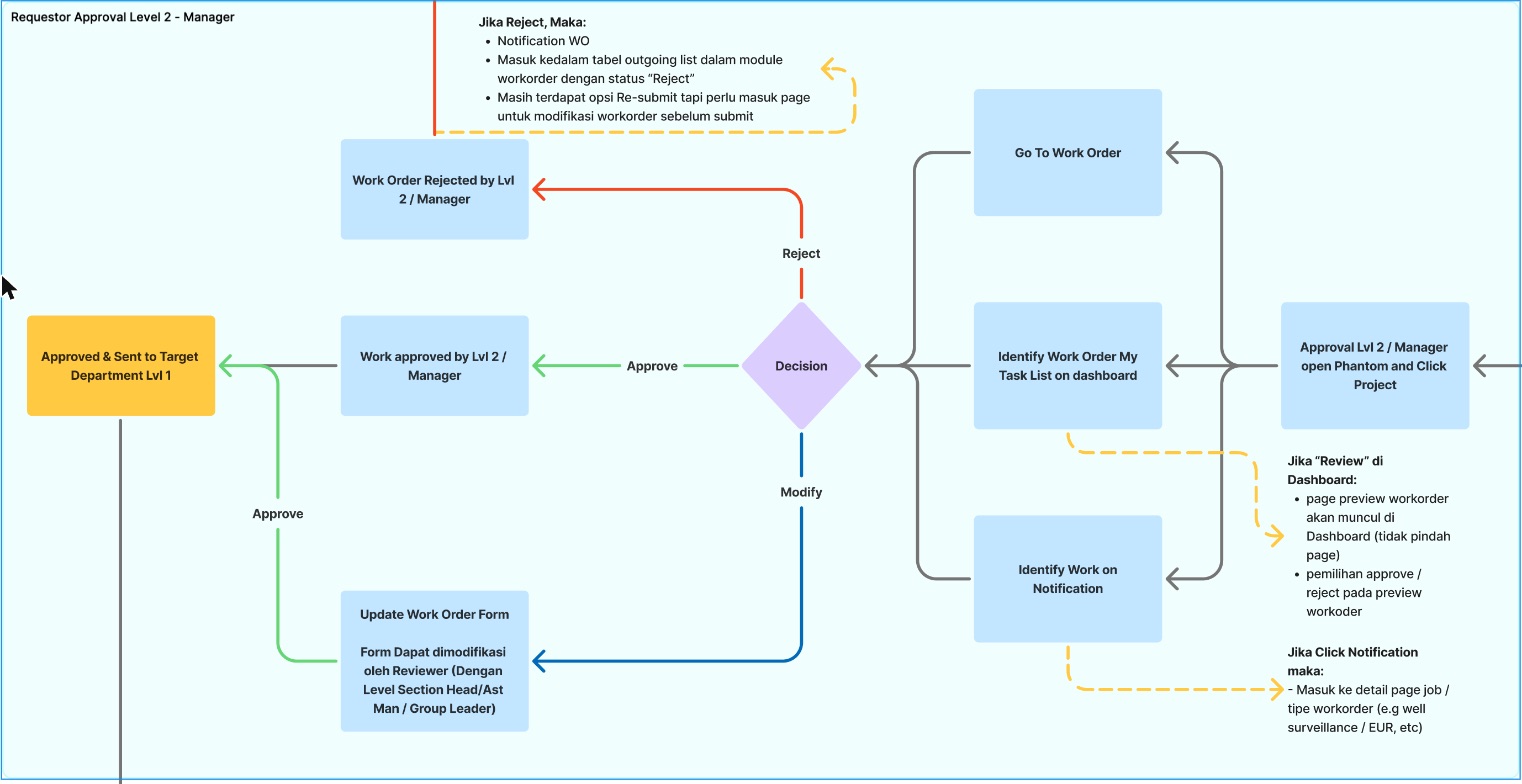 Requestor Approval Level 2 - Manager
Jika Reject, Maka:
• Notification WO
• Masuk kedalam tabel outgoing list dalam module
workorder dengan status “Reject”
• Masih terdapat opsi Re-submit tapi perlu masuk page
untuk modifikasi workorder sebelum submit
Work Order Rejected by Lvl
2 / Manager
Reject
Go To Work Order
Approved & Sent to Target
Department Lvl 1
Work approved by Lvl 2 /
Manager
Approve
Decision
Identify Work Order My
Task List on dashboard
Approval Lvl 2 / Manager
open Phantom and Click
Project
Modify
Approve
Jika “Review” di
Dashboard:
• page preview workorder
akan muncul di
Dashboard (tidak pindah
page)
• pemilihan approve /
reject pada preview
workoder
Identify Work on
Notification
Update Work Order Form
Form Dapat dimodifikasi
oleh Reviewer (Dengan
Level Section Head/Ast
Man / Group Leader)
Jika Click Notification
maka:
- Masuk ke detail page job /
tipe workorder (e.g well
surveillance / EUR, etc)